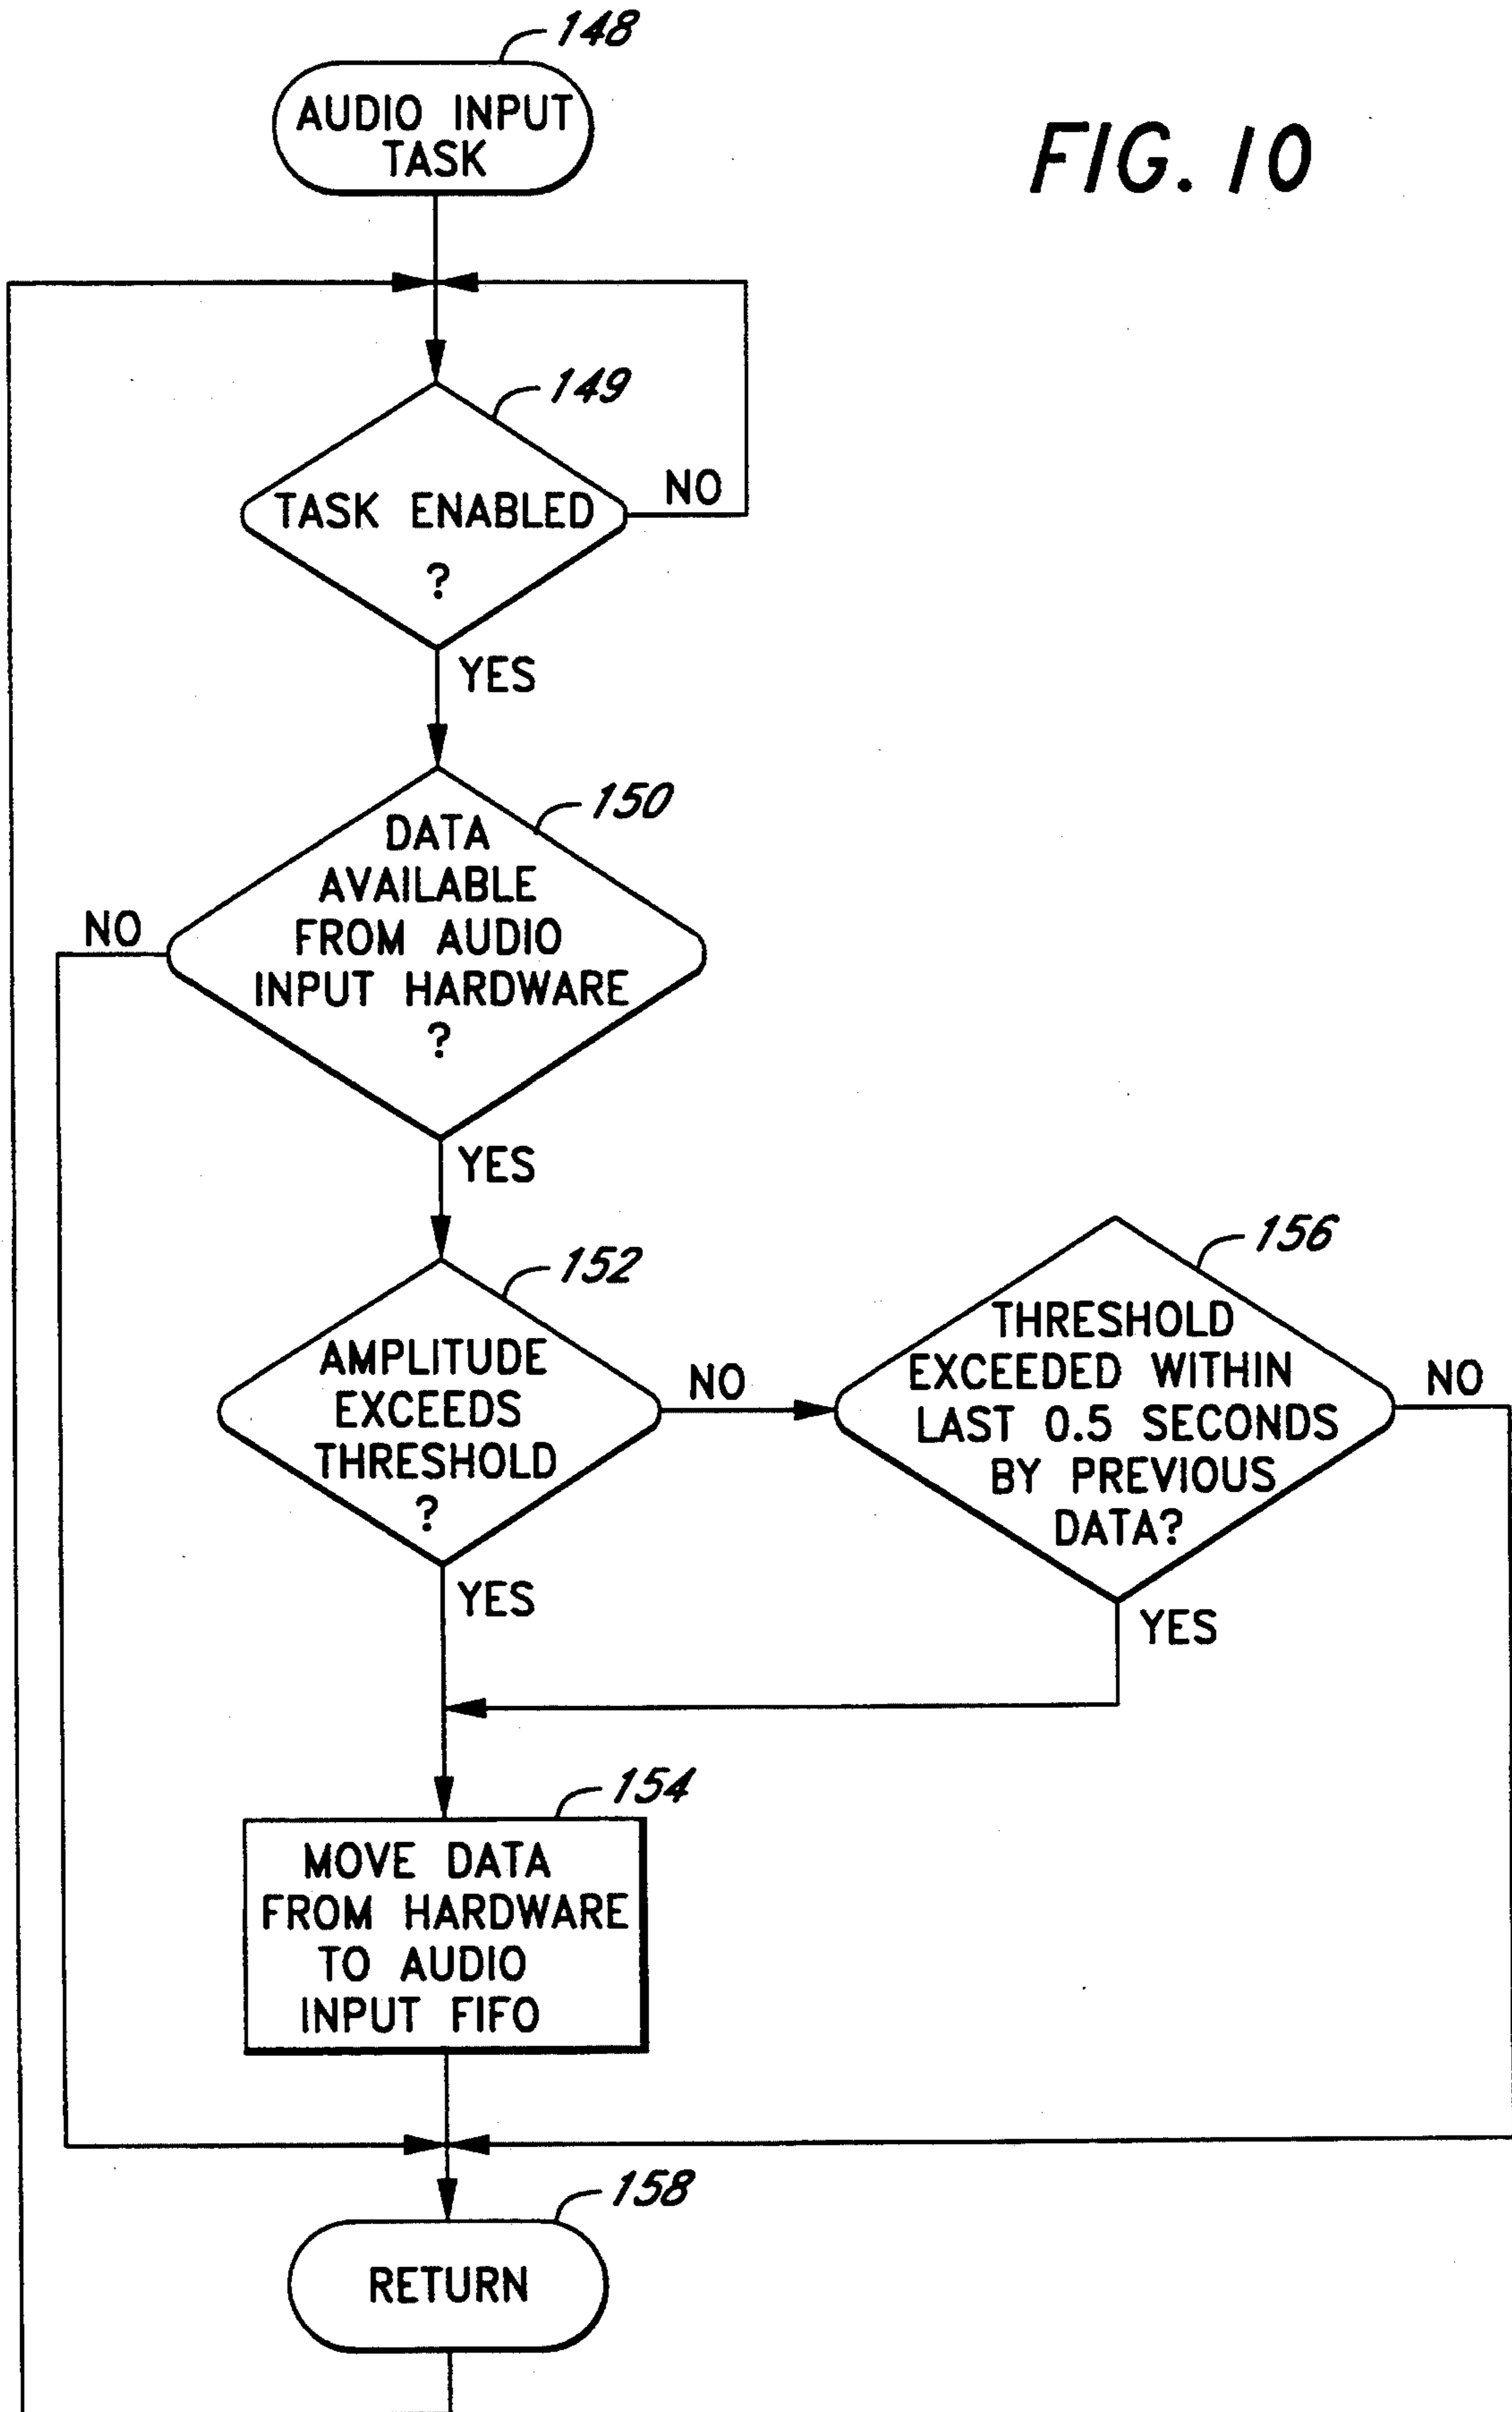 148
AUDIO INPUT
TASK
FIG. 10
149
TASK ENABLED
?
NO
YES
150
DATA
AVAILABLE
FROM AUDIO
INPUT HARDWARE
?
NO
YES
152
AMPLITUDE
EXCEEDS
THRESHOLD
?
NO
YES
156
THRESHOLD
EXCEEDED WITHIN
LAST 0.5 SECONDS
BY PREVIOUS
DATA?
NO
YES
154
MOVE DATA
FROM HARDWARE
TO AUDIO
INPUT FIFO
158
RETURN